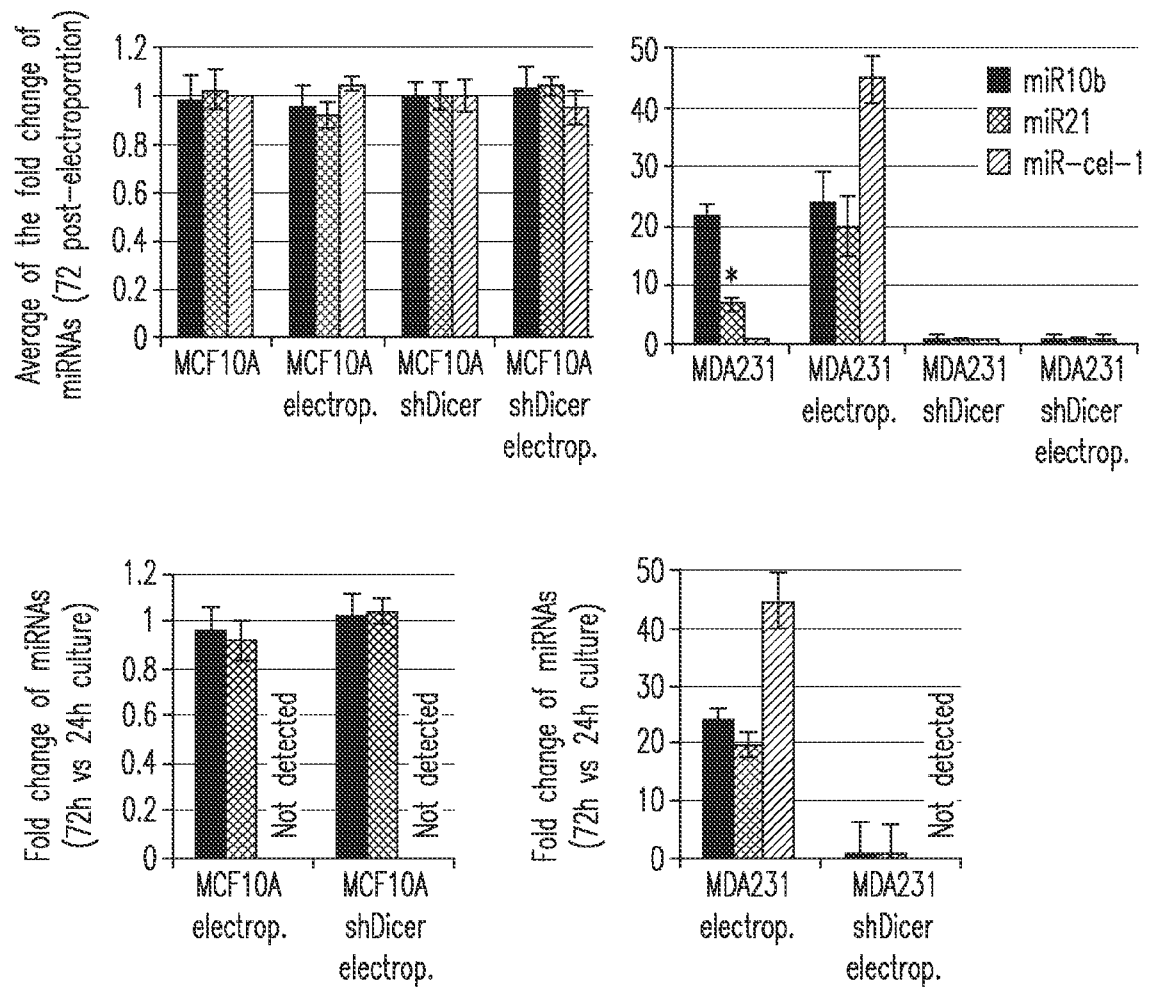 Average of the fold change of
miRNAs (72 post-electroporation)
1.2
1
0.8
0.6
0.4
0.2
0
MCF10A
MCF10A
electrop.
MCF10A
shDicer
MCF10A
shDicer
electrop.
50
40
30
20
10
0
*
miR10b
miR21
miR-cel-1
MDA231
MDA231
electrop.
MDA231
shDicer
MDA231
shDicer
electrop.
Fold change of miRNAs
(72h vs 24h culture)
1.2
1
0.8
0.6
0.4
0.2
0
Not detected
Not detected
MCF10A
electrop.
MCF10A
shDicer
electrop.
Fold change of miRNAs
(72h vs 24h culture)
50
40
30
20
10
0
Not detected
MDA231
electrop.
MDA231
shDicer
electrop.